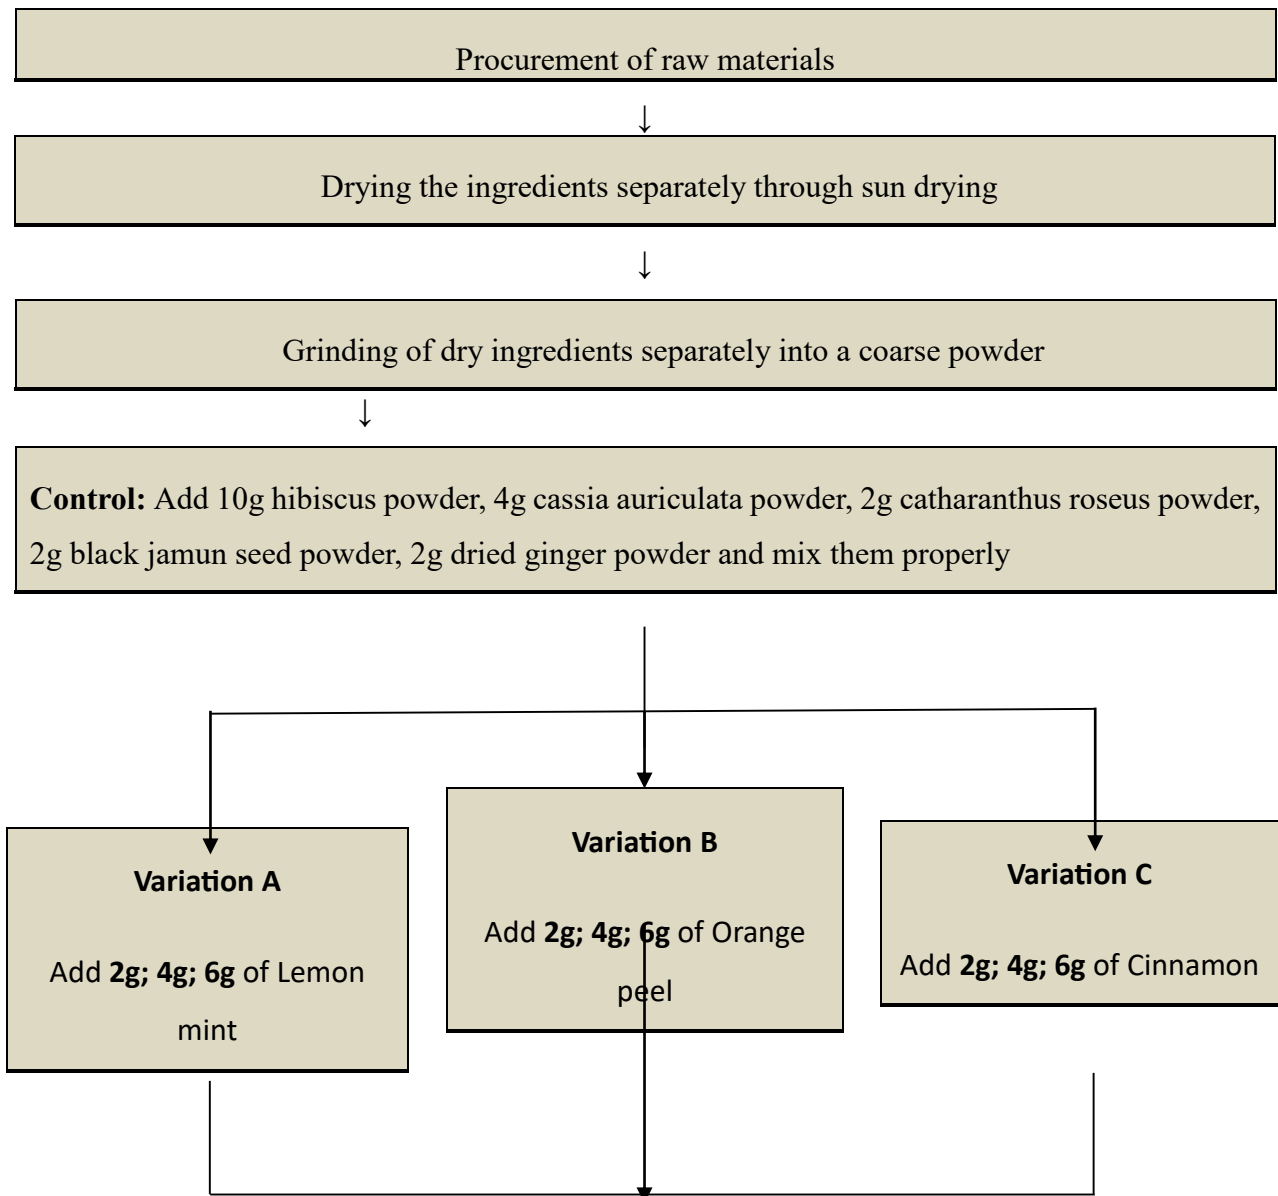 Procurement of raw materials
↓
Drying the ingredients separately through sun drying
↓
Grinding of dry ingredients separately into a coarse powder
↓
Control: Add 10g hibiscus powder, 4g cassia auriculata powder, 2g catharanthus roseus powder,
2g black jamun seed powder, 2g dried ginger powder and mix them properly
Variation A
Add 2g; 4g; 6g of Lemon
mint
Variation B
Add 2g; 4g; 6g of Orange
peel
Variation C
Add 2g; 4g; 6g of Cinnamon